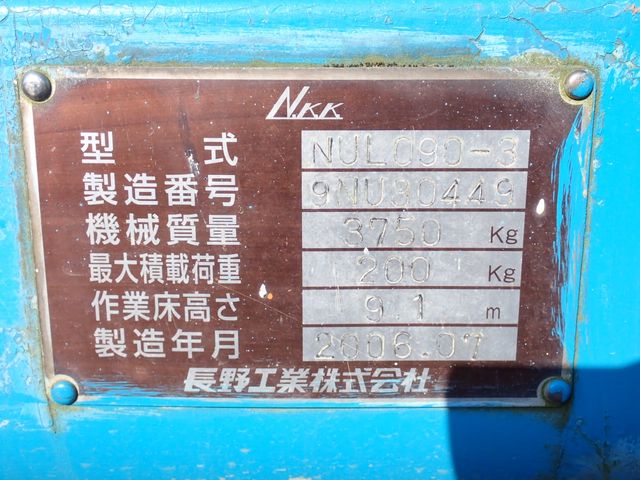 N.K.K
型式 NUL090-3
製造番号 9NU30449
機械質量 3750 Kg
最大積載荷重 200 Kg
作業床高さ 9.1 m
製造年月 2006.07
長野工業株式会社